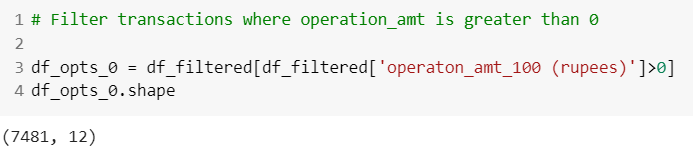 1 # Filter transactions where operation_amt is greater than 0
2
3 df_opts_0 = df_filtered[df_filtered['operaton_amt_100 (rupees)']>0]
4 df_opts_0.shape
(7481, 12)